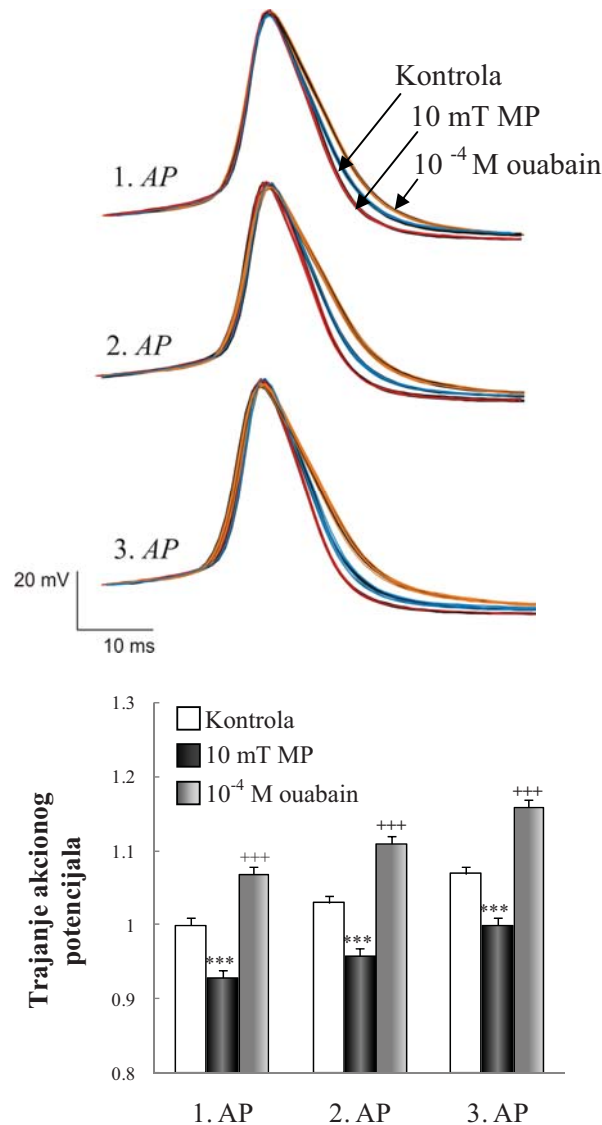 Kontrola
10 mT MP
10 ⁻⁴ M ouabain
1. AP
2. AP
3. AP
20 mV
10 ms
Trajanje akcionog
potencijala
1.3
1.2
1.1
1
0.9
0.8
Kontrola
10 mT MP
10⁻⁴ M ouabain
*** +++
*** +++
*** +++
1. AP 2. AP 3. AP